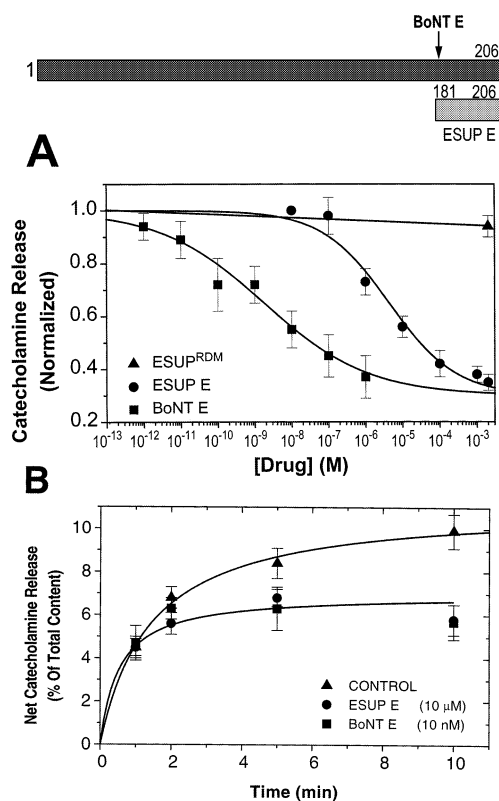 BoNT E
1
206
181 206
ESUP E
A
Catecholamine Release
(Normalized)
1.0
0.8
0.6
0.4
0.2
▲ ESUPRDM
● ESUP E
■ BoNT E
10-13 10-12 10-11 10-10 10-9 10-8 10-7 10-6 10-5 10-4 10-3
[Drug] (M)
B
Net Catecholamine Release
(% Of Total Content)
10
8
6
4
2
0
▲ CONTROL
● ESUP E (10 µM)
■ BoNT E (10 nM)
0 2 4 6 8 10
Time (min)